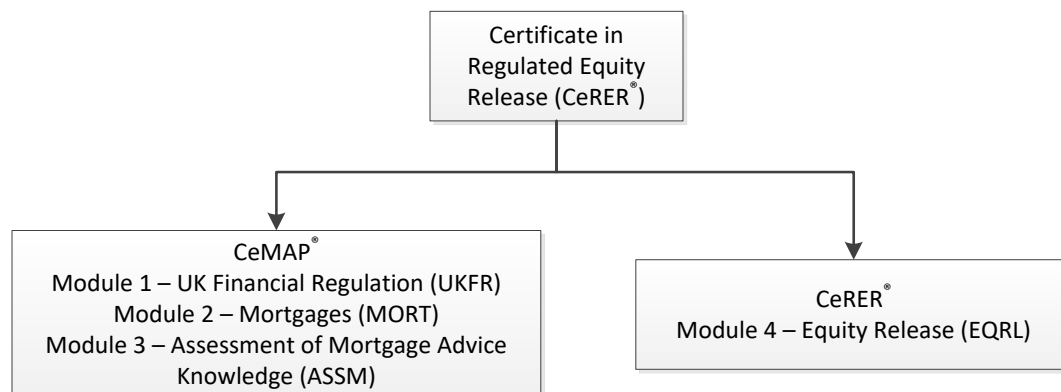 Certificate in
Regulated Equity
Release (CeRER®)
CeMAP®
Module 1 – UK Financial Regulation (UKFR)
Module 2 – Mortgages (MORT)
Module 3 – Assessment of Mortgage Advice
Knowledge (ASSM)
CeRER®
Module 4 – Equity Release (EQRL)